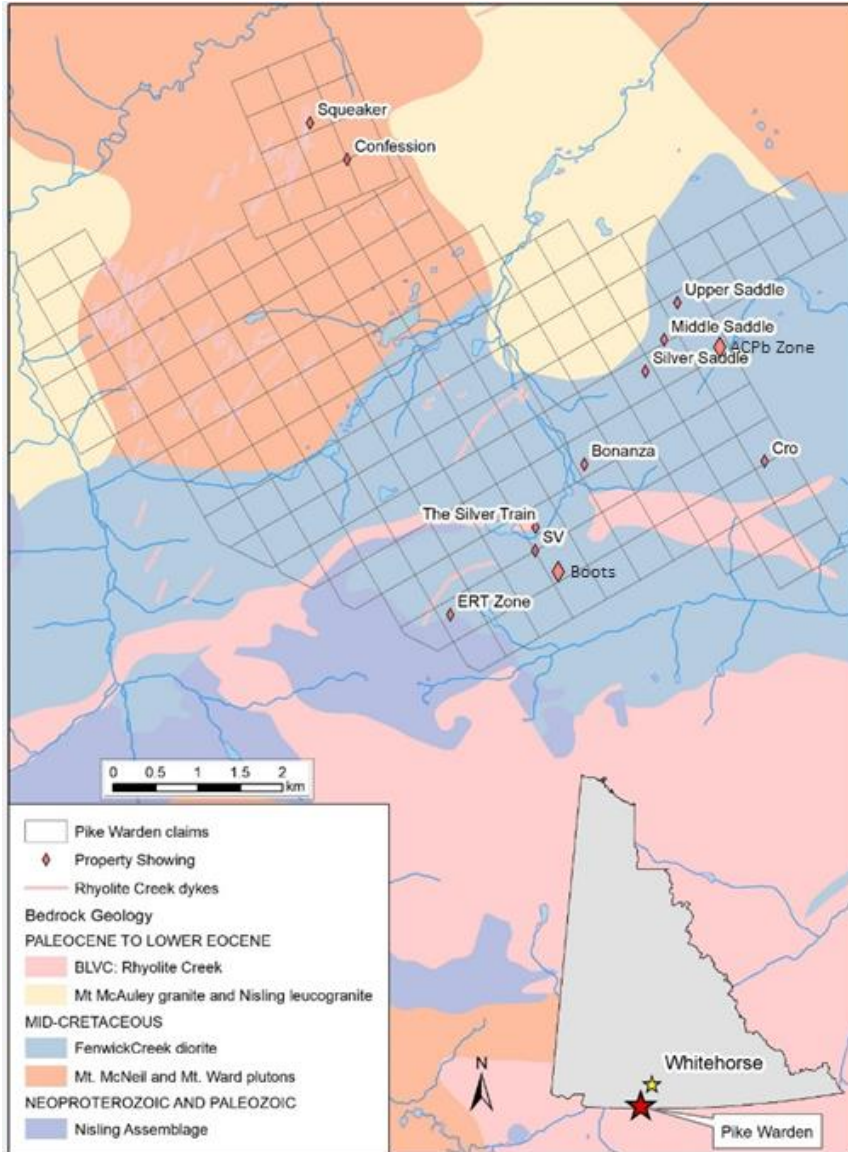 Squeaker
Confession
Upper Saddle
Middle Saddle
ACPb Zone
Silver Saddle
Bonanza
Cro
The Silver Train
SV
Boots
ERT Zone
0 0.5 1 1.5 2
km
Pike Warden claims
Property Showing
Rhyolite Creek dykes
Bedrock Geology
PALEOCENE TO LOWER EOCENE
BLVC: Rhyolite Creek
Mt McAuley granite and Nisling leucogranite
MID-CRETACEOUS
FenwickCreek diorite
Mt. McNeil and Mt. Ward plutons
NEOPROTEROZOIC AND PALEOZOIC
Nisling Assemblage
N
Whitehorse
Pike Warden